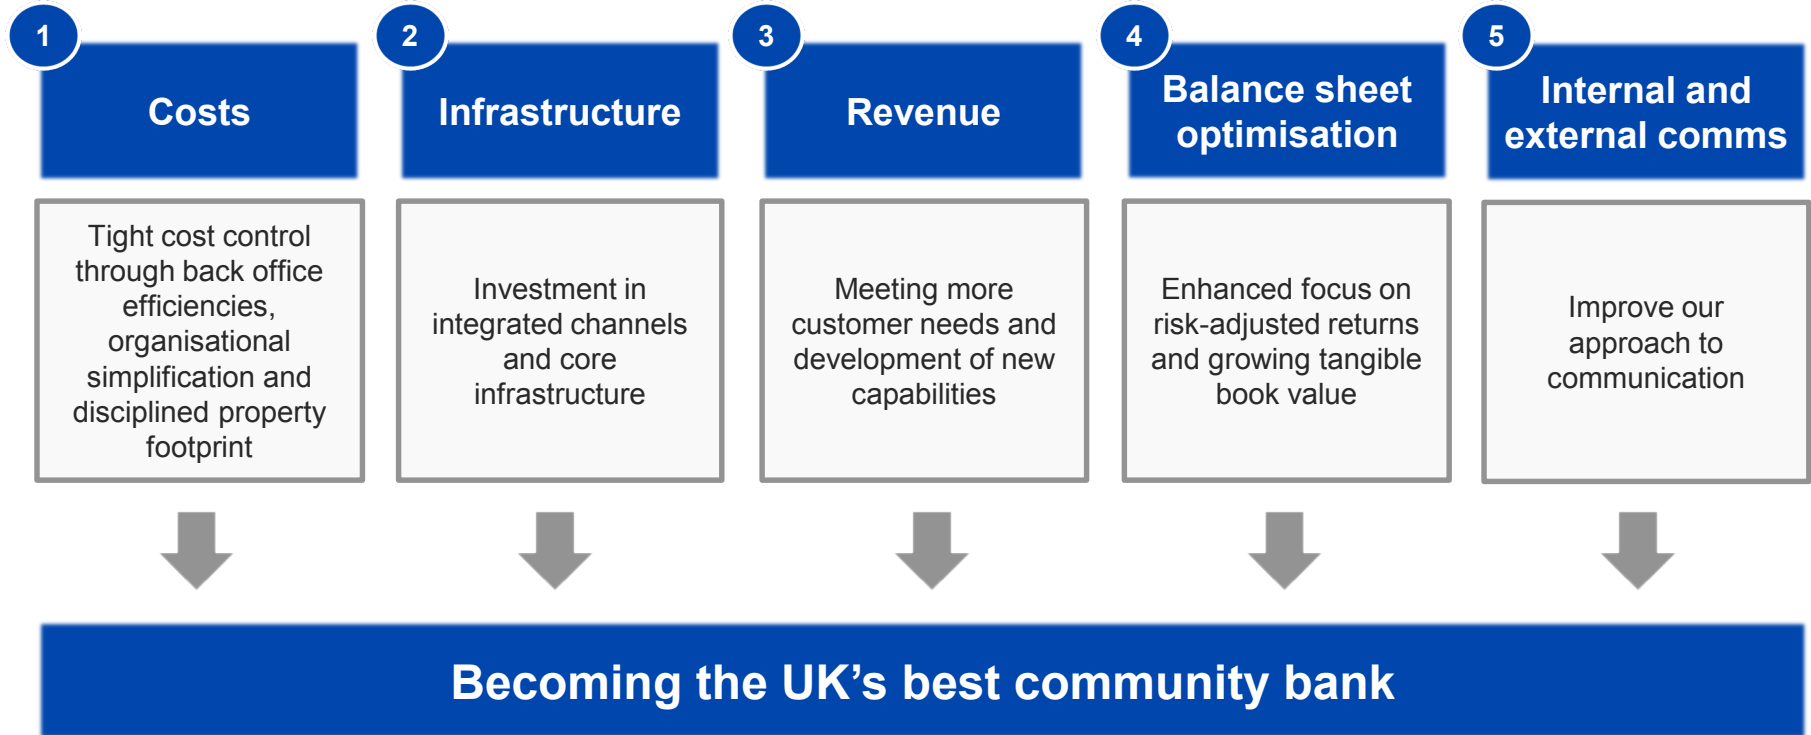 1
Costs
Tight cost control
through back office
efficiencies,
organisational
simplification and
disciplined property
footprint
2
Infrastructure
Investment in
integrated channels
and core
infrastructure
3
Revenue
Meeting more
customer needs and
development of new
capabilities
4
Balance sheet
optimisation
Enhanced focus on
risk-adjusted returns
and growing tangible
book value
5
Internal and
external comms
Improve our
approach to
communication
Becoming the UK’s best community bank